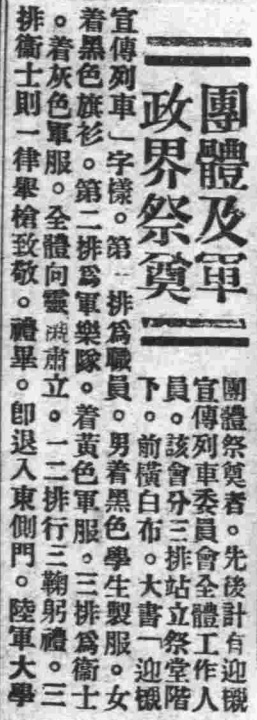 團體及軍
政界祭奠
團體祭奠者。先後計有迎櫬
宣傳列車委員會全體工作人
員。該會分三排站立祭堂階
下。前橫白布。大書「迎櫬
宣傳列車」字樣。第一排爲職員。男着黑色學生製服。女
着黑色旗衫。第二排爲軍樂隊。着黃色軍服。三排爲衞士
。着灰色軍服。全體向靈肅立。一二排行三鞠躬禮。三
排衞士則一律舉槍致敬。禮畢。卽退入東側門。陸軍大學